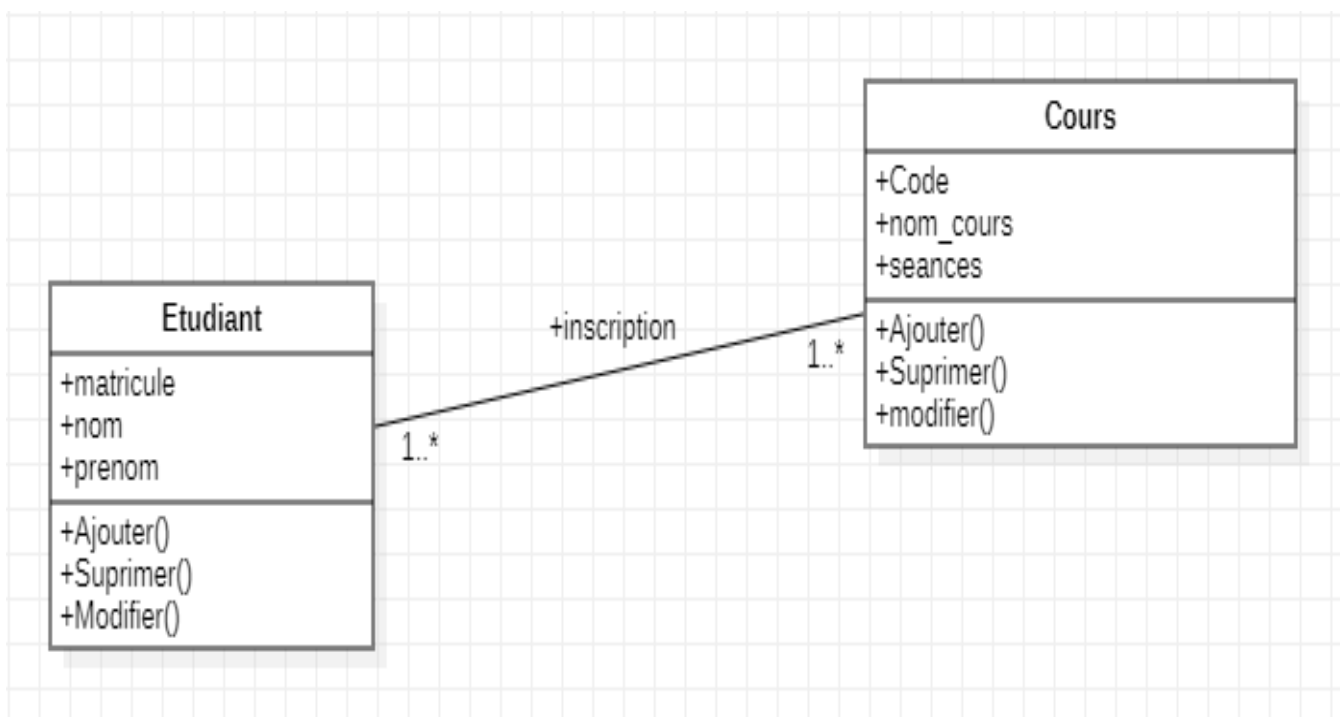 Cours
+Code
+nom_cours
+seances
+Ajouter()
+Suprimer()
+modifier()
Etudiant
+matricule
+nom
+prenom
+Ajouter()
+Suprimer()
+Modifier()
+inscription
1..*
1..*